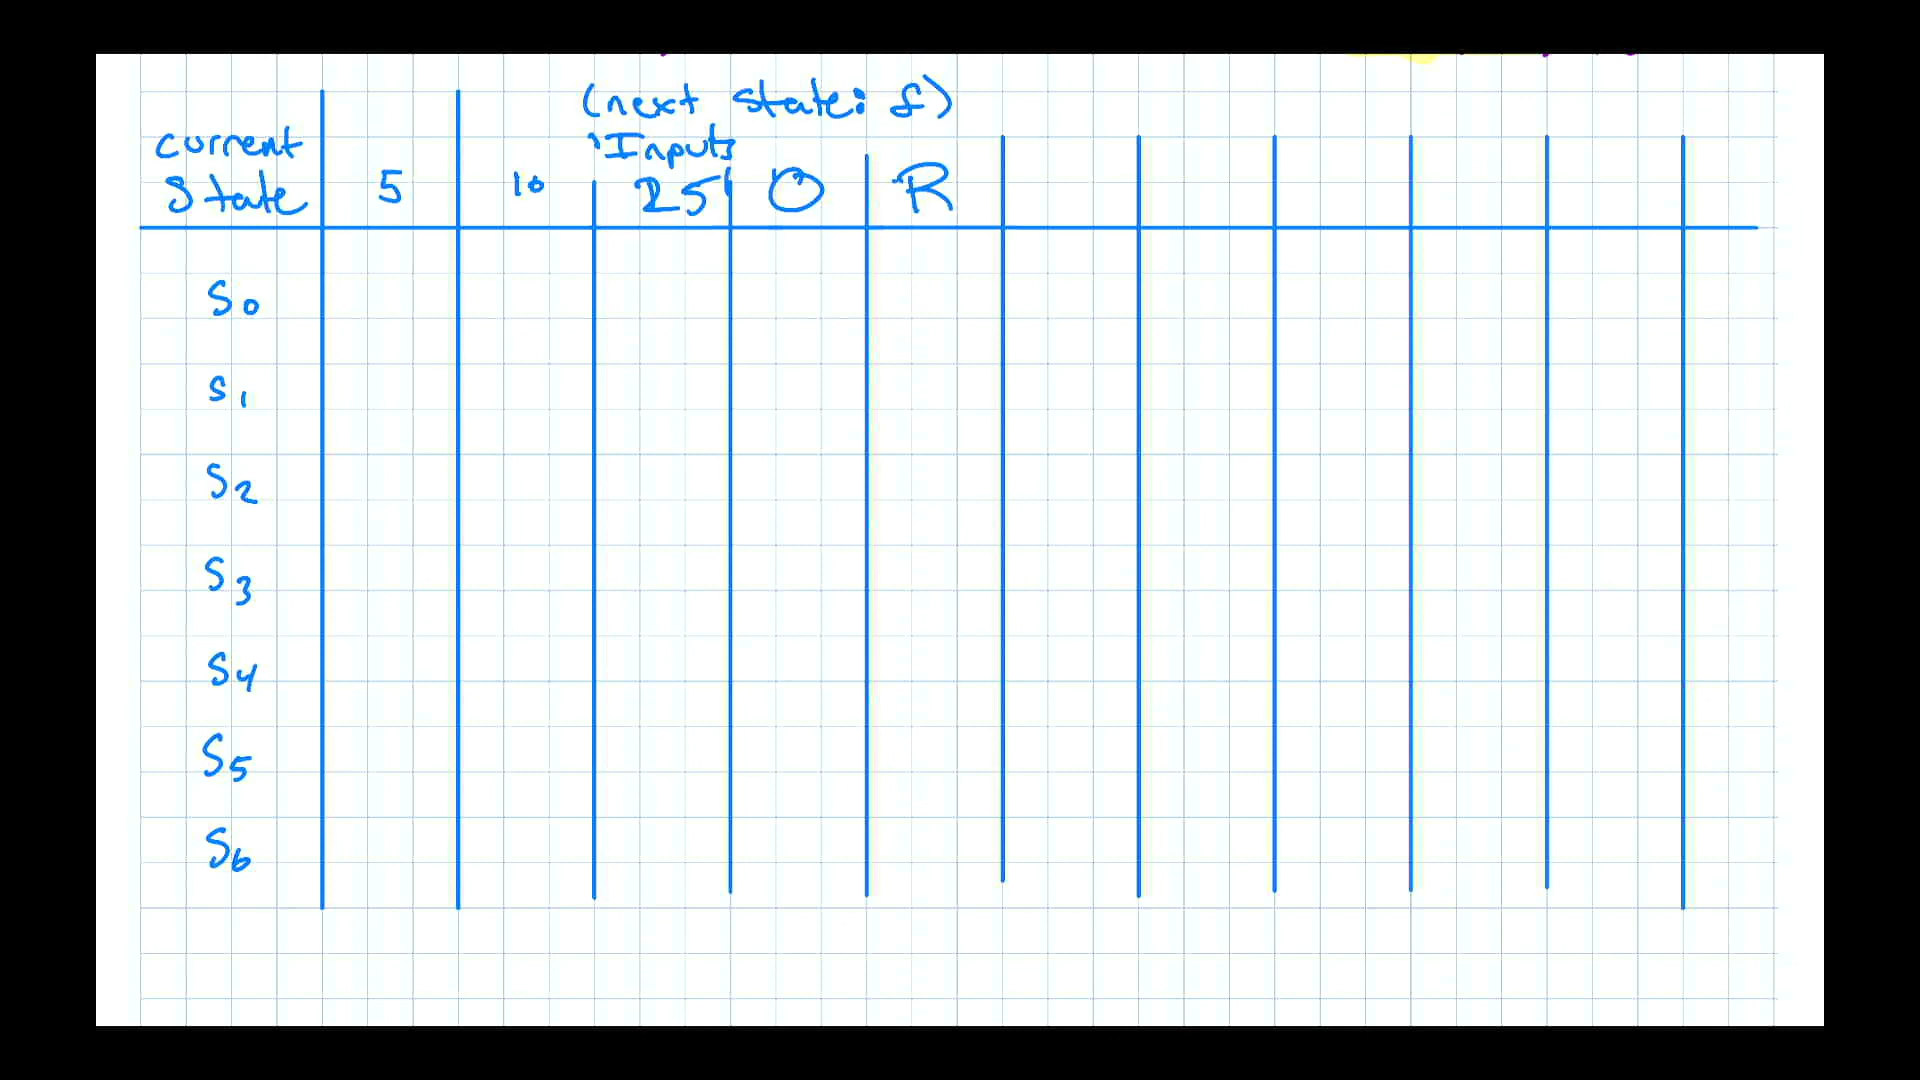 (next state: f)
current Inputs
state 5 10 25 O R
S0
S1
S2
S3
S4
S5
S6